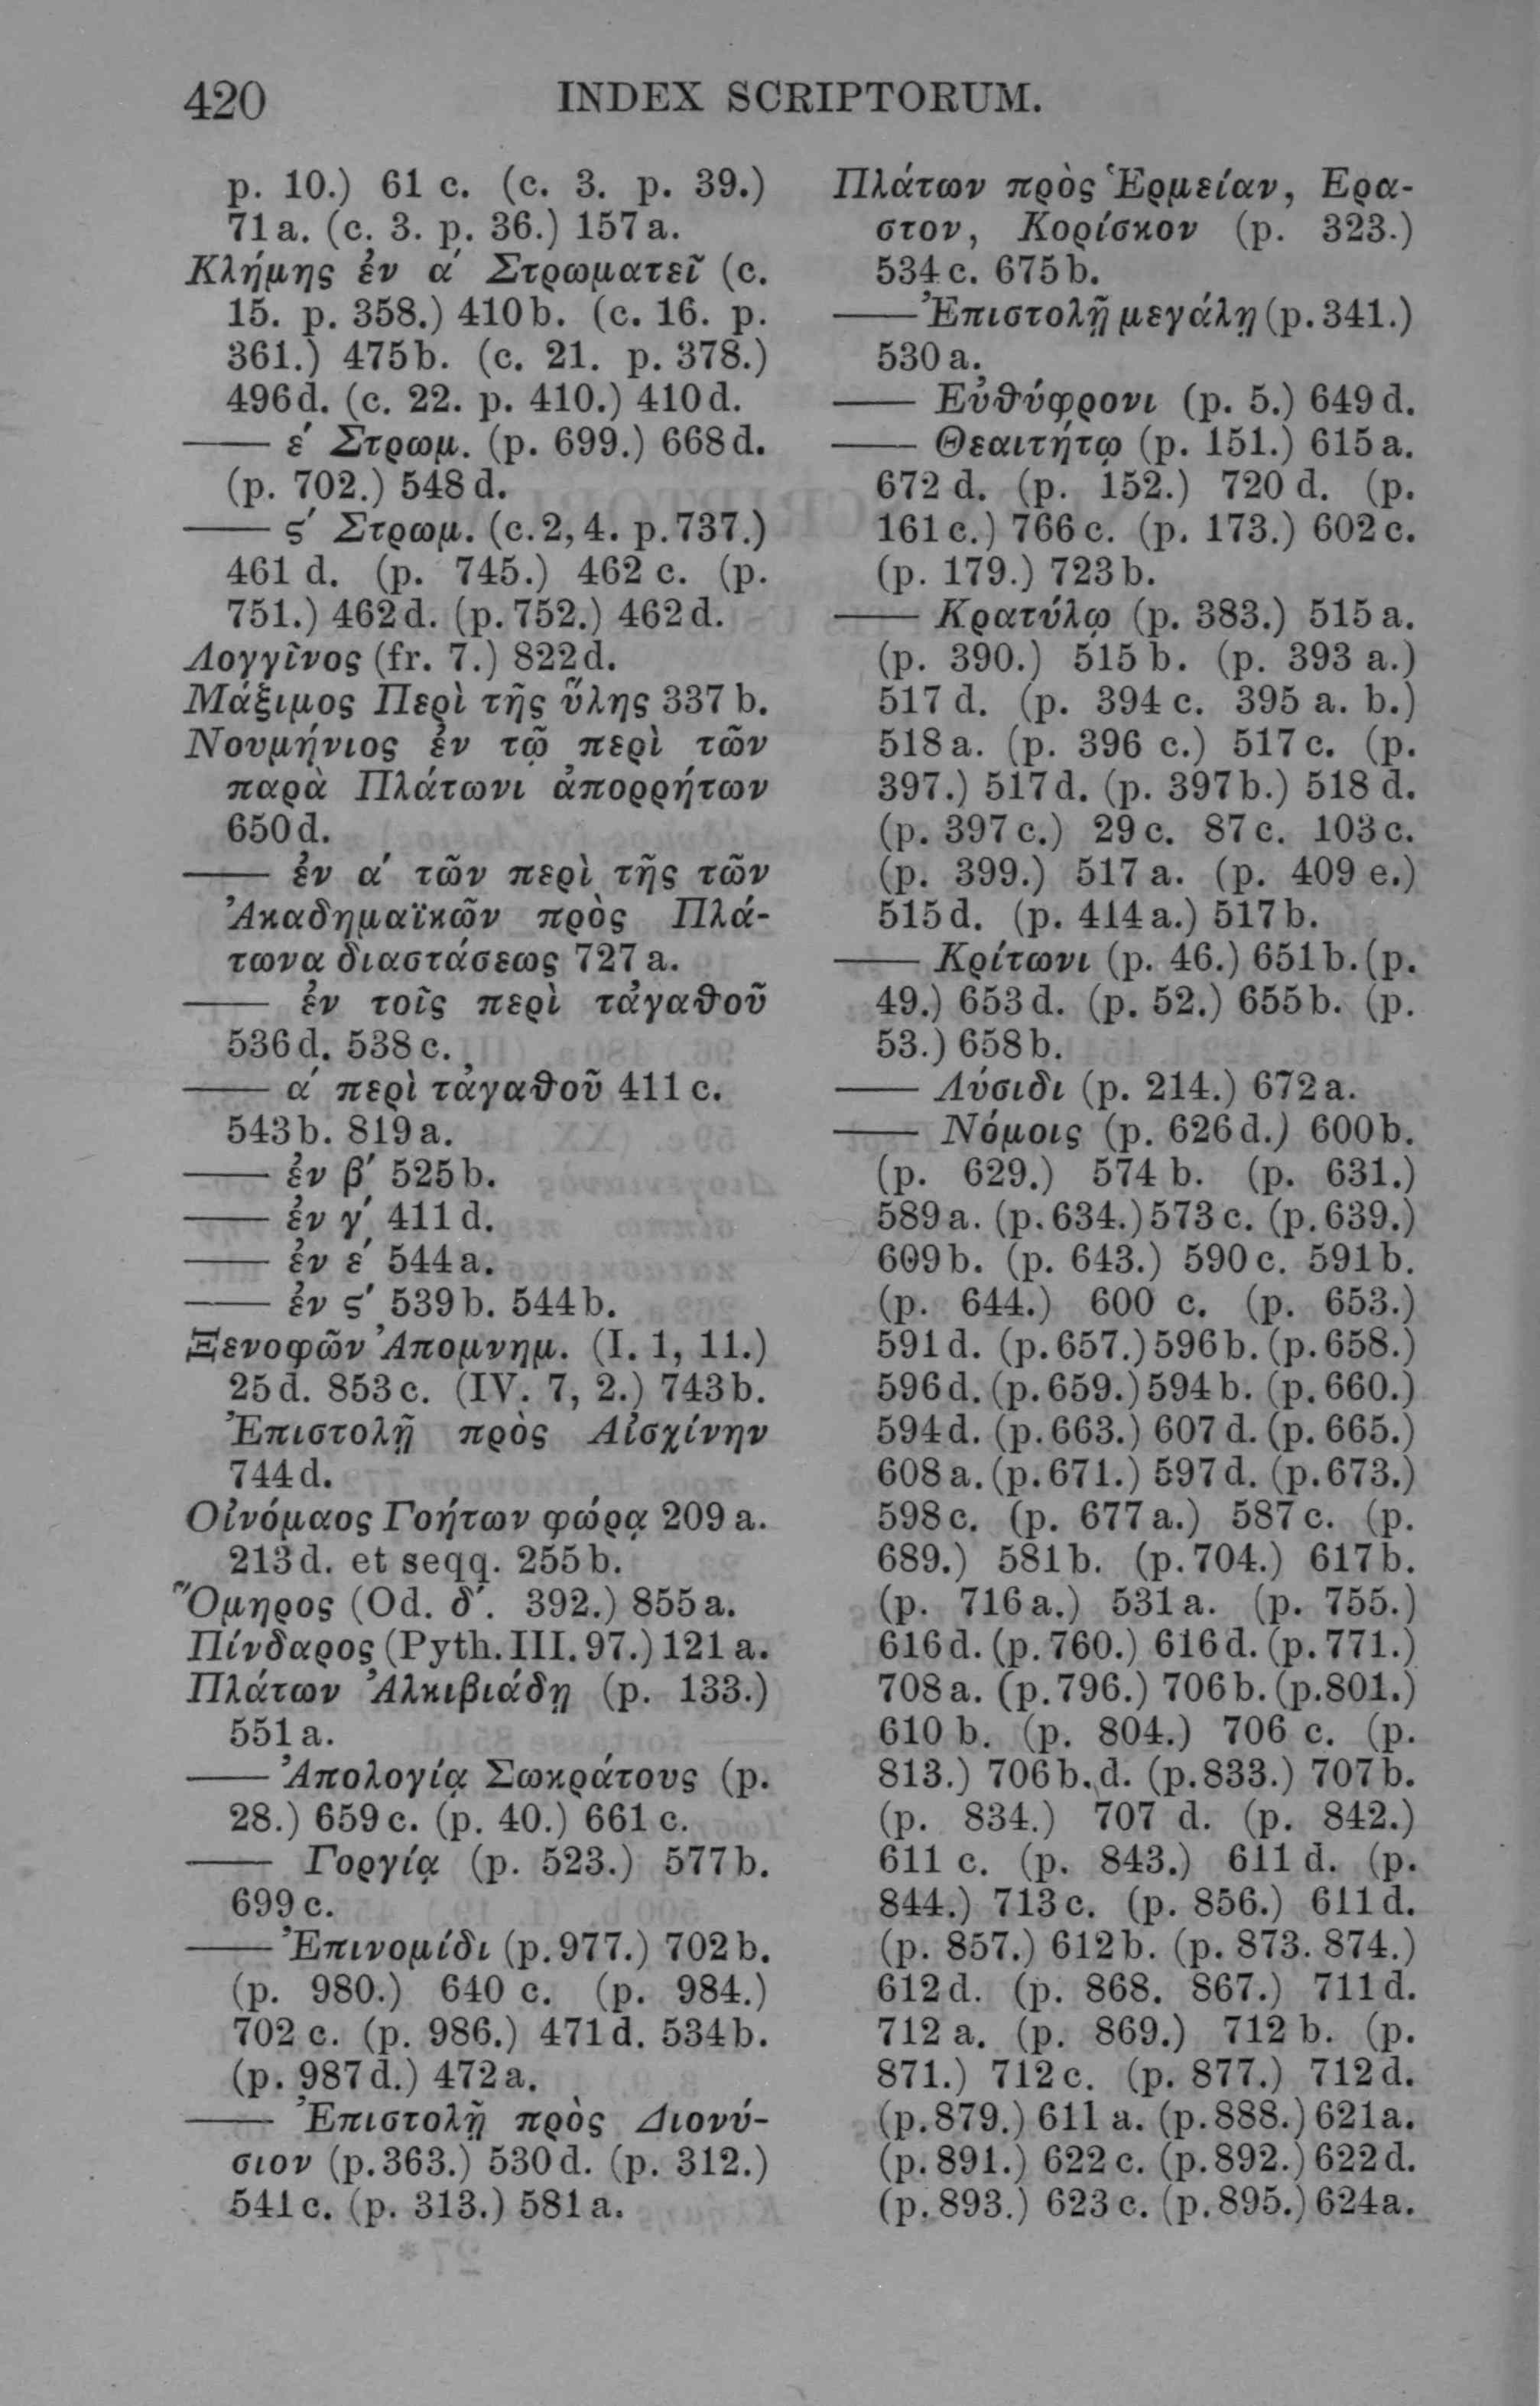 420
INDEX SCRIPTORUM.
p. 10.) 61 c. (c. 3. p. 39.)
71 a. (c. 3. p. 36.) 157 a.
Κλήμης ἐν α΄ Στρωματεῖ (c.
15. p. 358.) 410 b. (c. 16. p.
361.) 475 b. (c. 21. p. 378.)
496 d. (c. 22. p. 410.) 410 d.
—— ε΄ Στρωμ. (p. 699.) 668 d.
(p. 702.) 548 d.
—— ς΄ Στρωμ. (c. 2, 4. p. 737.)
461 d. (p. 745.) 462 c. (p.
751.) 462 d. (p. 752.) 462 d.
Λογγῖνος (fr. 7.) 822 d.
Μάξιμος Περὶ τῆς ὕλης 337 b.
Νουμήνιος ἐν τῷ περὶ τῶν
παρὰ Πλάτωνι ἀπορρήτων
650 d.
—— ἐν α΄ τῶν περὶ τῆς τῶν
Ἀκαδημαϊκῶν πρὸς Πλά-
τωνα διαστάσεως 727 a.
—— ἐν τοῖς περὶ τἀγαθοῦ
536 d. 538 c.
—— α΄ περὶ τἀγαθοῦ 411 c.
543 b. 819 a.
—— ἐν β΄ 525 b.
—— ἐν γ΄ 411 d.
—— ἐν ε΄ 544 a.
—— ἐν ς΄ 539 b. 544 b.
Ξενοφῶν Ἀπομνημ. (I. 1, 11.)
25 d. 853 c. (IV. 7, 2.) 743 b.
Ἐπιστολῇ πρὸς Αἰσχίνην
744 d.
Οἰνόμαος Γοήτων φώρᾳ 209 a.
213 d. et seqq. 255 b.
Ὅμηρος (Od. δ΄. 392.) 855 a.
Πίνδαρος (Pyth. III. 97.) 121 a.
Πλάτων Ἀλκιβιάδῃ (p. 133.)
551 a.
—— Ἀπολογίᾳ Σωκράτους (p.
28.) 659 c. (p. 40.) 661 c.
—— Γοργίᾳ (p. 523.) 577 b.
699 c.
—— Ἐπινομίδι (p. 977.) 702 b.
(p. 980.) 640 c. (p. 984.)
702 c. (p. 986.) 471 d. 534 b.
(p. 987 d.) 472 a.
—— Ἐπιστολῇ πρὸς Διονύ-
σιον (p. 363.) 530 d. (p. 312.)
541 c. (p. 313.) 581 a.
Πλάτων πρὸς Ἑρμείαν, Ερα-
στον, Κορίσκον (p. 323.)
534 c. 675 b.
—— Ἐπιστολῇ μεγάλῃ (p. 341.)
530 a.
—— Εὐθύφρονι (p. 5.) 649 d.
—— Θεαιτήτῳ (p. 151.) 615 a.
672 d. (p. 152.) 720 d. (p.
161 c.) 766 c. (p. 173.) 602 c.
(p. 179.) 723 b.
—— Κρατύλῳ (p. 383.) 515 a.
(p. 390.) 515 b. (p. 393 a.)
517 d. (p. 394 c. 395 a. b.)
518 a. (p. 396 c.) 517 c. (p.
397.) 517 d. (p. 397 b.) 518 d.
(p. 397 c.) 29 c. 87 c. 103 c.
(p. 399.) 517 a. (p. 409 e.)
515 d. (p. 414 a.) 517 b.
—— Κρίτωνι (p. 46.) 651 b. (p.
49.) 653 d. (p. 52.) 655 b. (p.
53.) 658 b.
—— Λύσιδι (p. 214.) 672 a.
—— Νόμοις (p. 626 d.) 600 b.
(p. 629.) 574 b. (p. 631.)
589 a. (p. 634.) 573 c. (p. 639.)
609 b. (p. 643.) 590 c. 591 b.
(p. 644.) 600 c. (p. 653.)
591 d. (p. 657.) 596 b. (p. 658.)
596 d. (p. 659.) 594 b. (p. 660.)
594 d. (p. 663.) 607 d. (p. 665.)
608 a. (p. 671.) 597 d. (p. 673.)
598 c. (p. 677 a.) 587 c. (p.
689.) 581 b. (p. 704.) 617 b.
(p. 716 a.) 531 a. (p. 755.)
616 d. (p. 760.) 616 d. (p. 771.)
708 a. (p. 796.) 706 b. (p. 801.)
610 b. (p. 804.) 706 c. (p.
813.) 706 b. d. (p. 833.) 707 b.
(p. 834.) 707 d. (p. 842.)
611 c. (p. 843.) 611 d. (p.
844.) 713 c. (p. 856.) 611 d.
(p. 857.) 612 b. (p. 873. 874.)
612 d. (p. 868. 867.) 711 d.
712 a. (p. 869.) 712 b. (p.
871.) 712 c. (p. 877.) 712 d.
(p. 879.) 611 a. (p. 888.) 621 a.
(p. 891.) 622 c. (p. 892.) 622 d.
(p. 893.) 623 c. (p. 895.) 624 a.